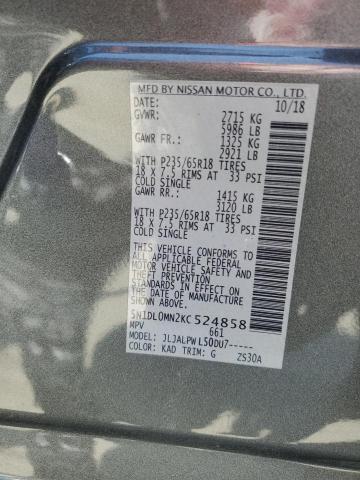 MFD BY NISSAN MOTOR CO., LTD.
DATE: 10/18
GVWR: 2715 KG
5986 LB
GAWR FR.: 1325 KG
2921 LB
WITH P235/65R18 TIRES
18 X 7.5 RIMS AT 33 PSI
COLD SINGLE
GAWR RR.: 1415 KG
3120 LB
WITH P235/65R18 TIRES
18 X 7.5 RIMS AT 33 PSI
COLD SINGLE
THIS VEHICLE CONFORMS TO
ALL APPLICABLE FEDERAL
MOTOR VEHICLE SAFETY
THEFT PREVENTION
STANDARDS IN EFFECT
ON THE DATE OF MFR.
SHOWN ABOVE.
5N1DL0MN2KC524858
MPV 661
MODEL: JLJALPWL50DU7-----
COLOR: KAD TRIM: G ZS30A